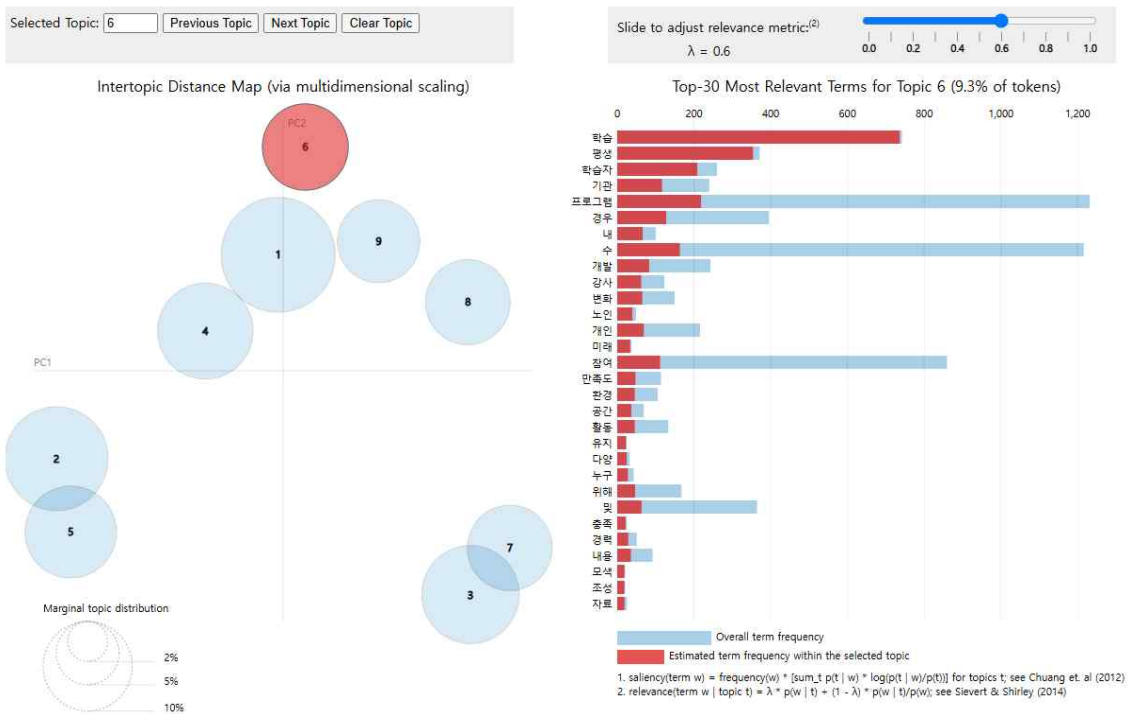 Selected Topic: 6 Previous Topic Next Topic Clear Topic
Slide to adjust relevance metric:(2)
λ = 0.6
0.0 0.2 0.4 0.6 0.8 1.0
Intertopic Distance Map (via multidimensional scaling)
PC2
6
1
9
8
4
PC1
2
5
7
3
Marginal topic distribution
2%
5%
10%
Top-30 Most Relevant Terms for Topic 6 (9.3% of tokens)
0 200 400 600 800 1,000 1,200
학습
평생
학습자
기관
프로그램
경우
내
수
개발
강사
변화
노인
개인
미래
참여
만족도
환경
공간
활동
유지
다양
누구
위해
및
충족
경력
내용
모색
조성
자료
Overall term frequency
Estimated term frequency within the selected topic
1. saliency(term w) = frequency(w) * [sum_t p(t | w) * log(p(t | w)/p(t))] for topics t; see Chuang et. al (2012)
2. relevance(term w | topic t) = λ * p(w | t) + (1 - λ) * p(w | t)/p(w); see Sievert & Shirley (2014)